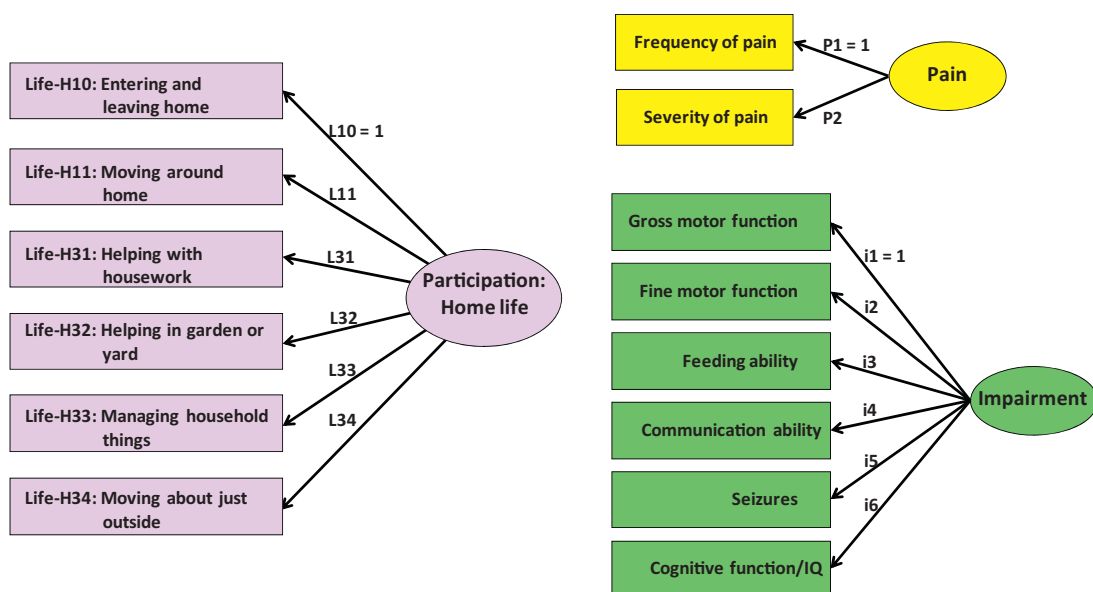 Life-H10: Entering and
leaving home
Life-H11: Moving around
home
Life-H31: Helping with
housework
Life-H32: Helping in garden or
yard
Life-H33: Managing household
things
Life-H34: Moving about just
outside
L10 = 1
L11
L31
L32
L33
L34
Participation:
Home life
Frequency of pain
Severity of pain
P1 = 1
P2
Pain
Gross motor function
Fine motor function
Feeding ability
Communication ability
Seizures
Cognitive function/IQ
i1 = 1
i2
i3
i4
i5
i6
Impairment